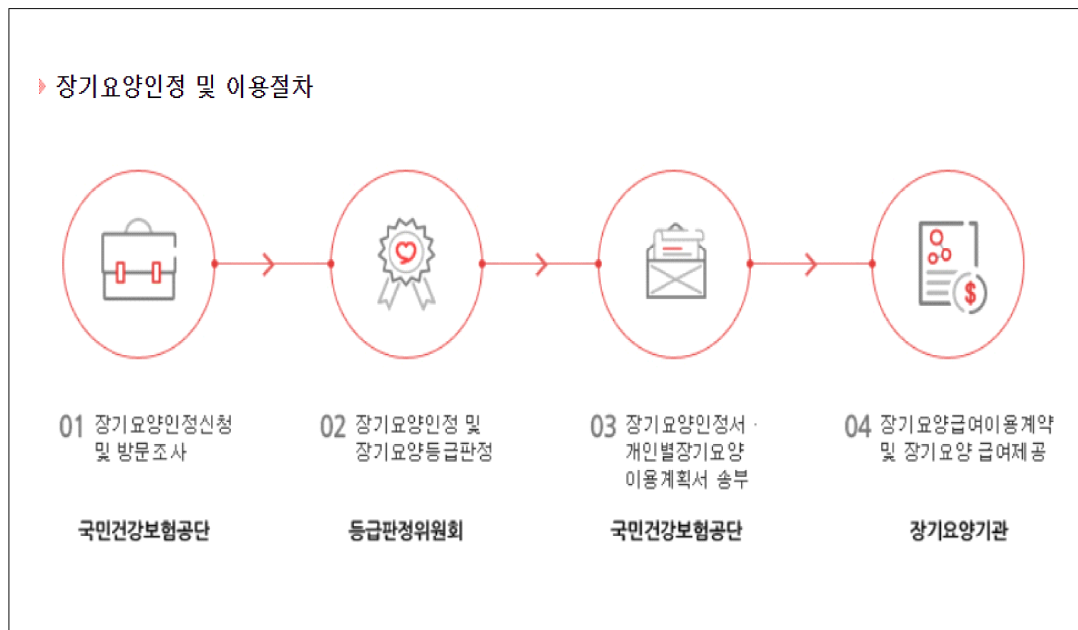 장기요양인정 및 이용절차
01 장기요양인정신청
및 방문조사
국민건강보험공단
02 장기요양인정 및
장기요양등급판정
등급판정위원회
03 장기요양인정서 ·
개인별장기요양
이용계획서 송부
국민건강보험공단
04 장기요양급여이용계약
및 장기요양 급여제공
장기요양기관